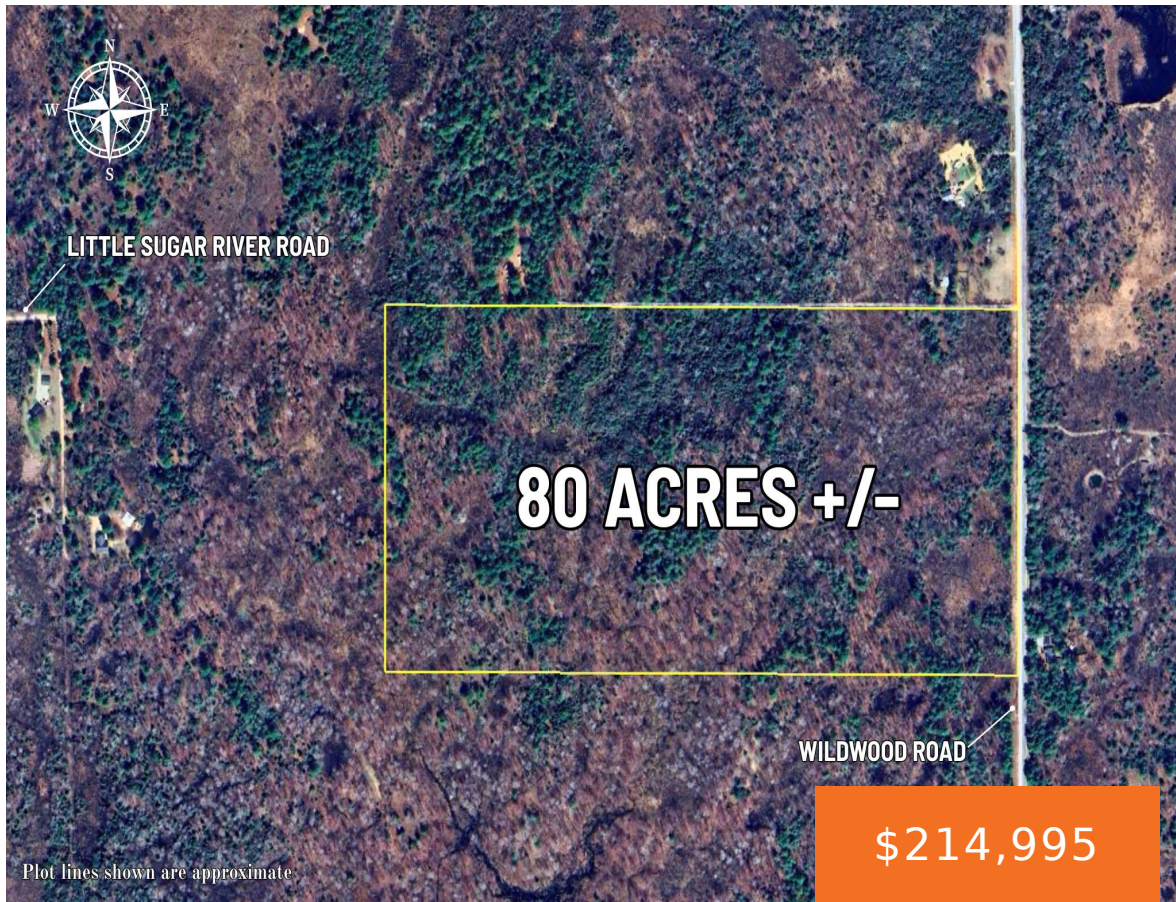 N
W
E
S
LITTLE SUGAR RIVER ROAD
80 ACRES +/-
WILDWOOD ROAD
$214,995
Plot lines shown are approximate